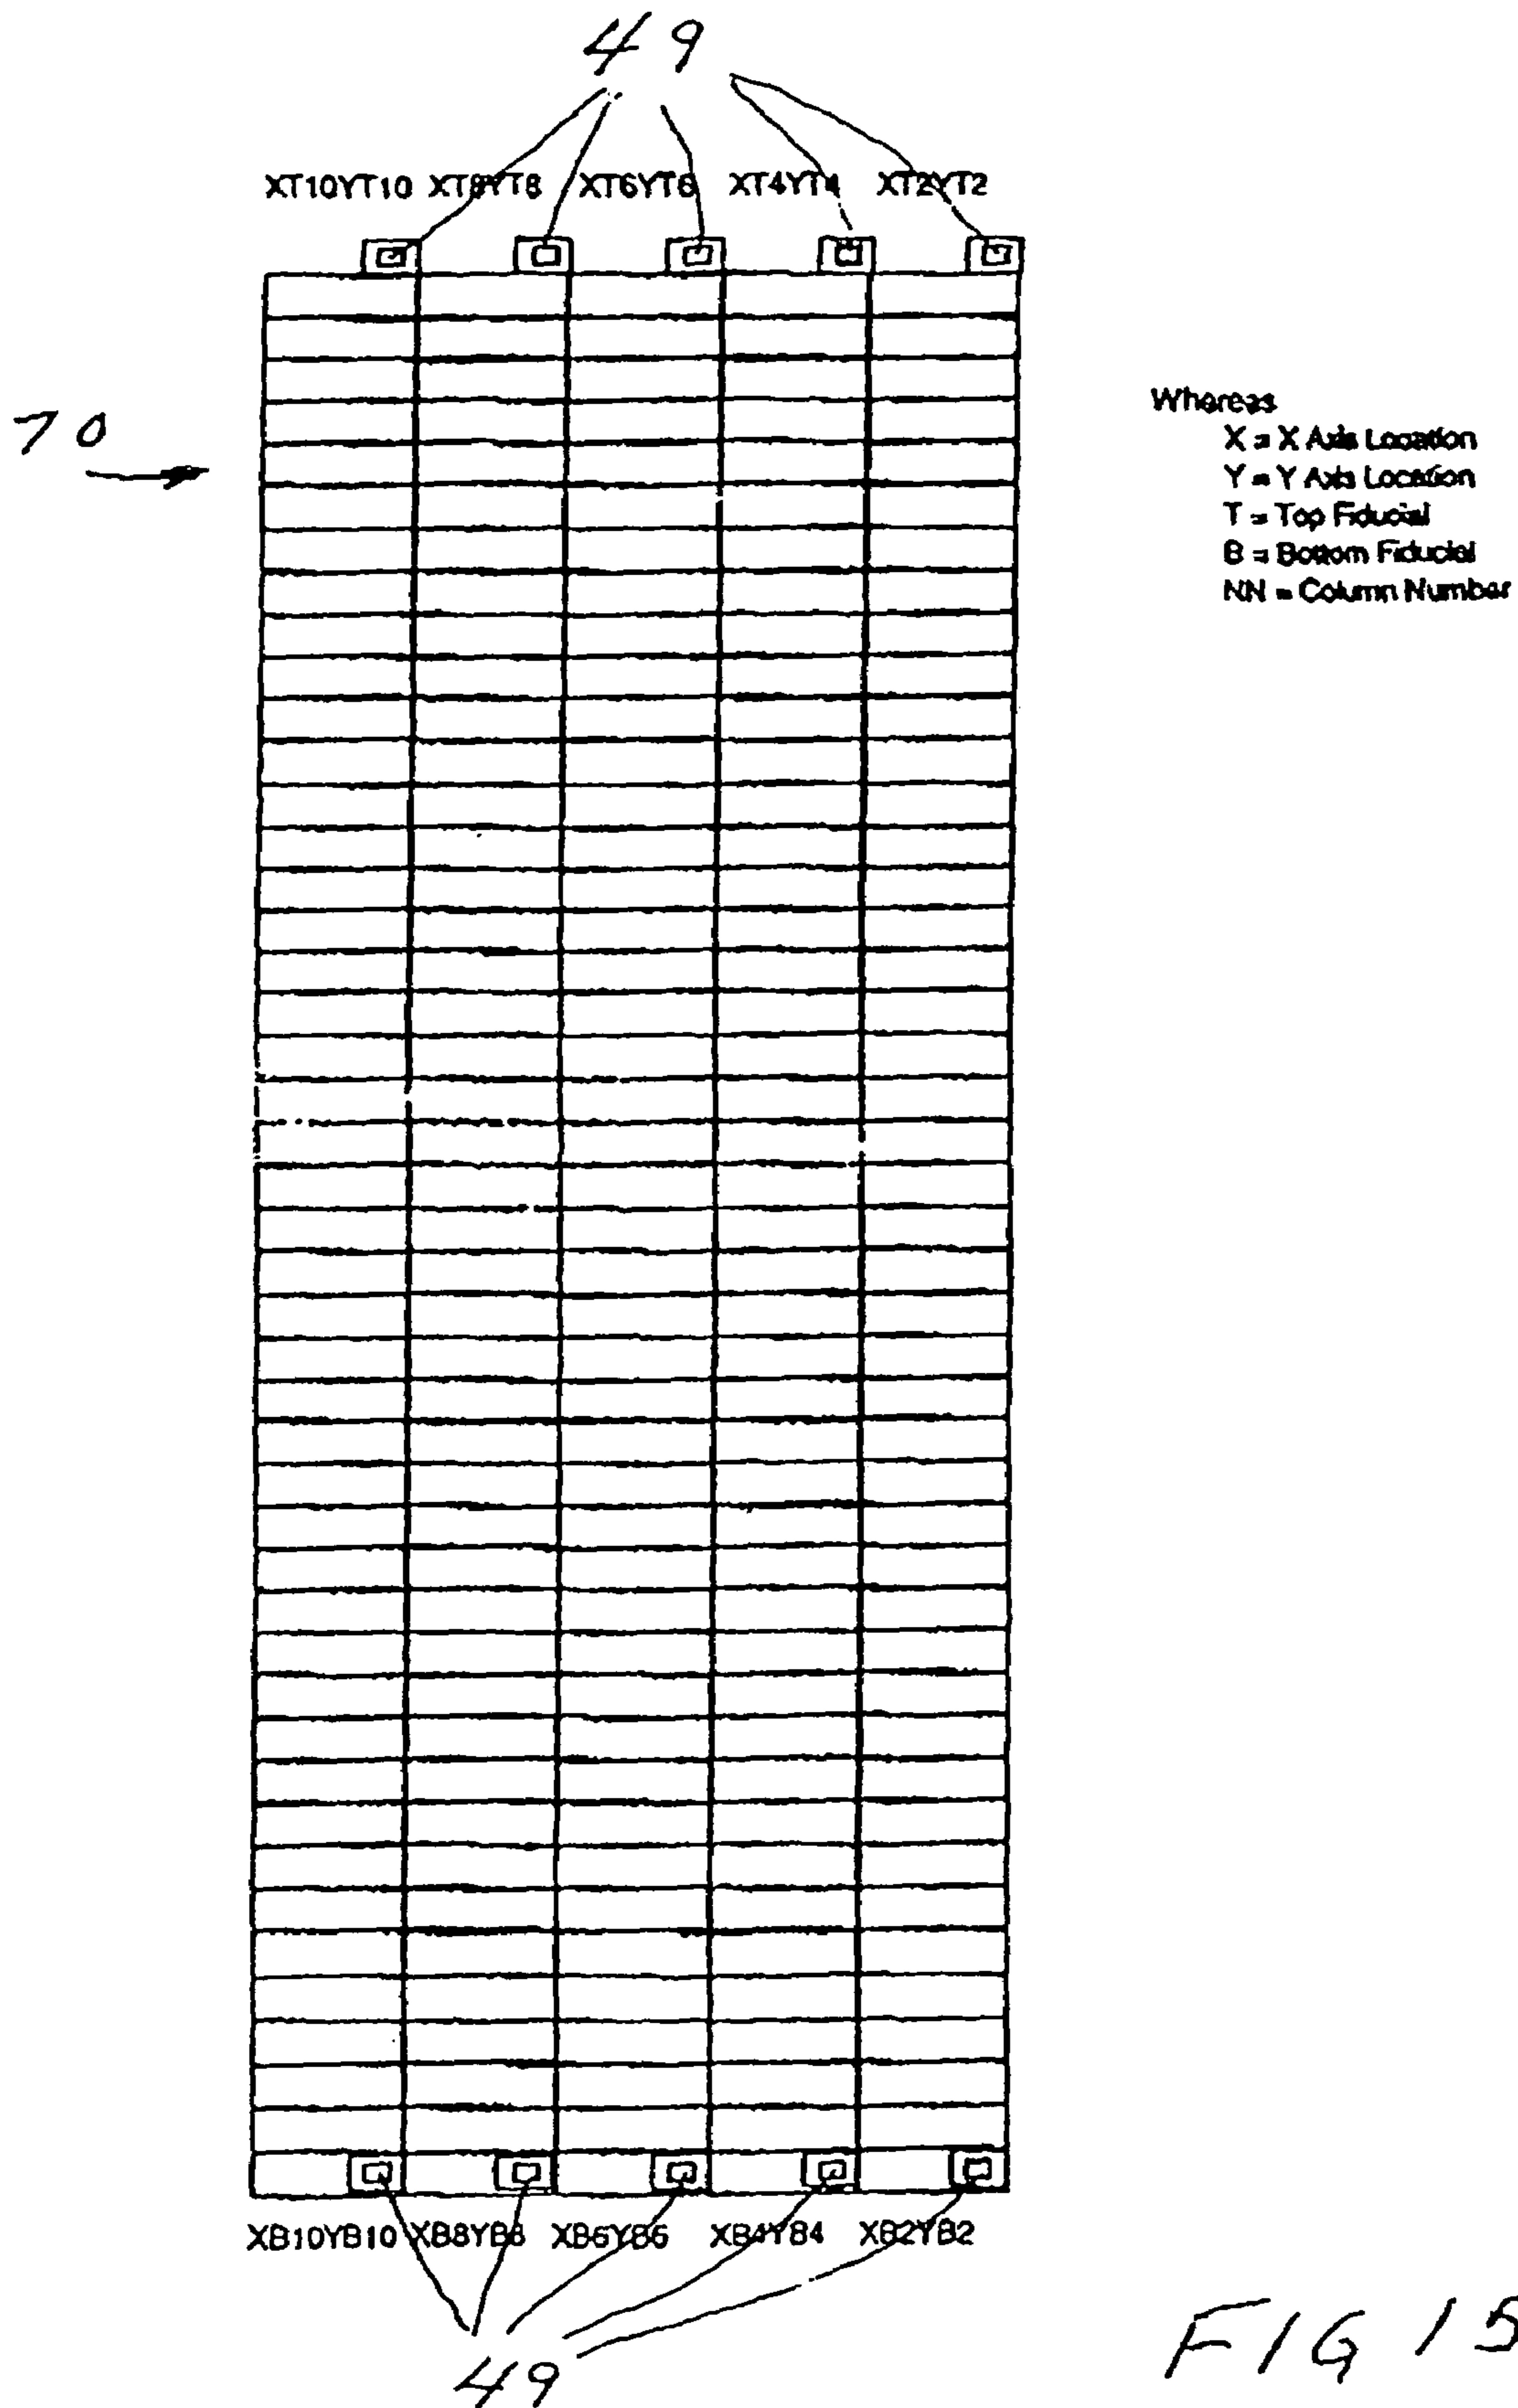 49
XT10YT10 XT8YT8 XT6YT6 XT4YT4 XT2YT2
70
Whereas
X = X Axis Location
Y = Y Axis Location
T = Top Fiducial
B = Bottom Fiducial
NN = Column Number
XB10YB10 XB8YB8 XB6YB6 XB4YB4 XB2YB2
49
FIG 15